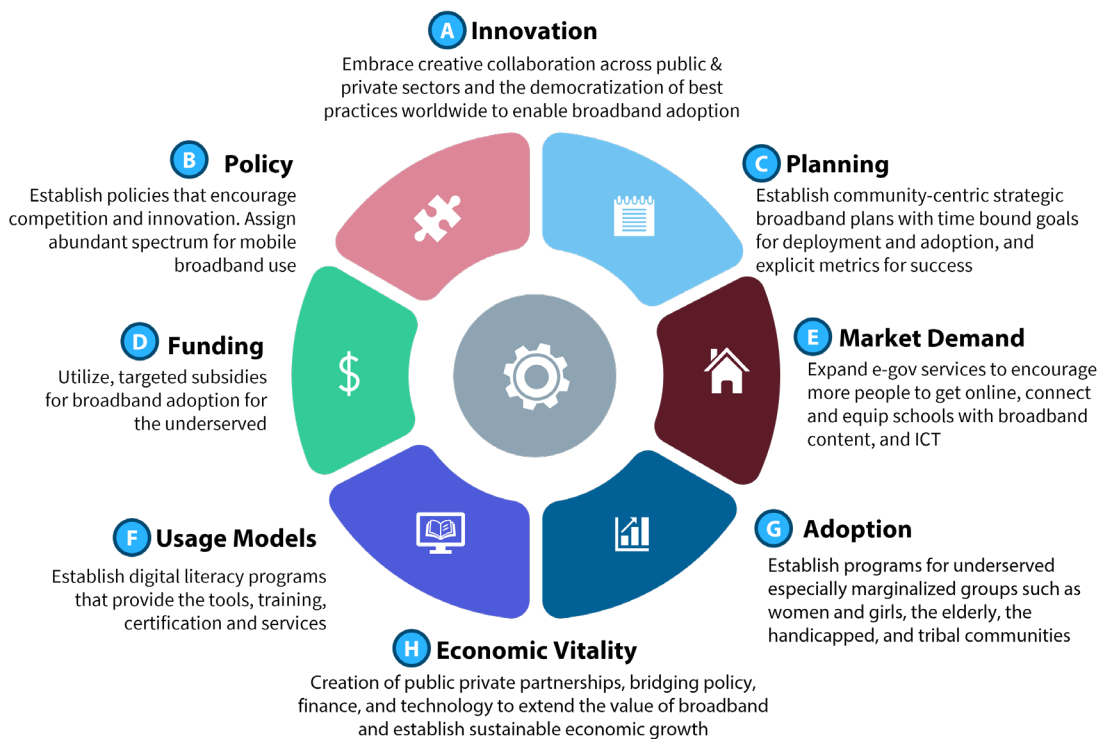 A Innovation
Embrace creative collaboration across public &
private sectors and the democratization of best
practices worldwide to enable broadband adoption
B Policy
Establish policies that encourage
competition and innovation. Assign
abundant spectrum for mobile
broadband use
C Planning
Establish community-centric strategic
broadband plans with time bound goals
for deployment and adoption, and
explicit metrics for success
D Funding
Utilize, targeted subsidies
for broadband adoption for
the underserved
$
E Market Demand
Expand e-gov services to encourage
more people to get online, connect
and equip schools with broadband
content, and ICT
F Usage Models
Establish digital literacy programs
that provide the tools, training,
certification and services
G Adoption
Establish programs for underserved
especially marginalized groups such as
women and girls, the elderly, the
handicapped, and tribal communities
H Economic Vitality
Creation of public private partnerships, bridging policy,
finance, and technology to extend the value of broadband
and establish sustainable economic growth